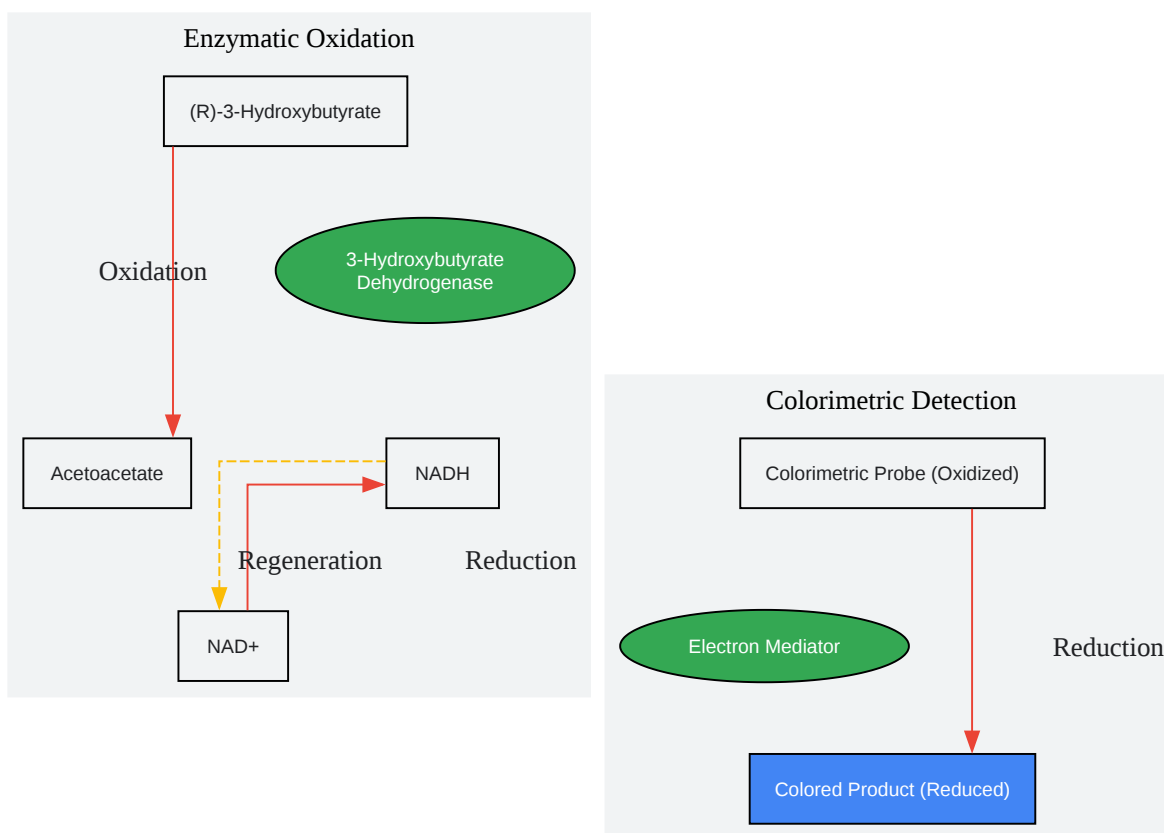 Enzymatic Oxidation
(R)-3-Hydroxybutyrate
3-Hydroxybutyrate
Dehydrogenase
Oxidation
Acetoacetate
NADH
Regeneration
Reduction
NAD+
Colorimetric Detection
Colorimetric Probe (Oxidized)
Electron Mediator
Reduction
Colored Product (Reduced)